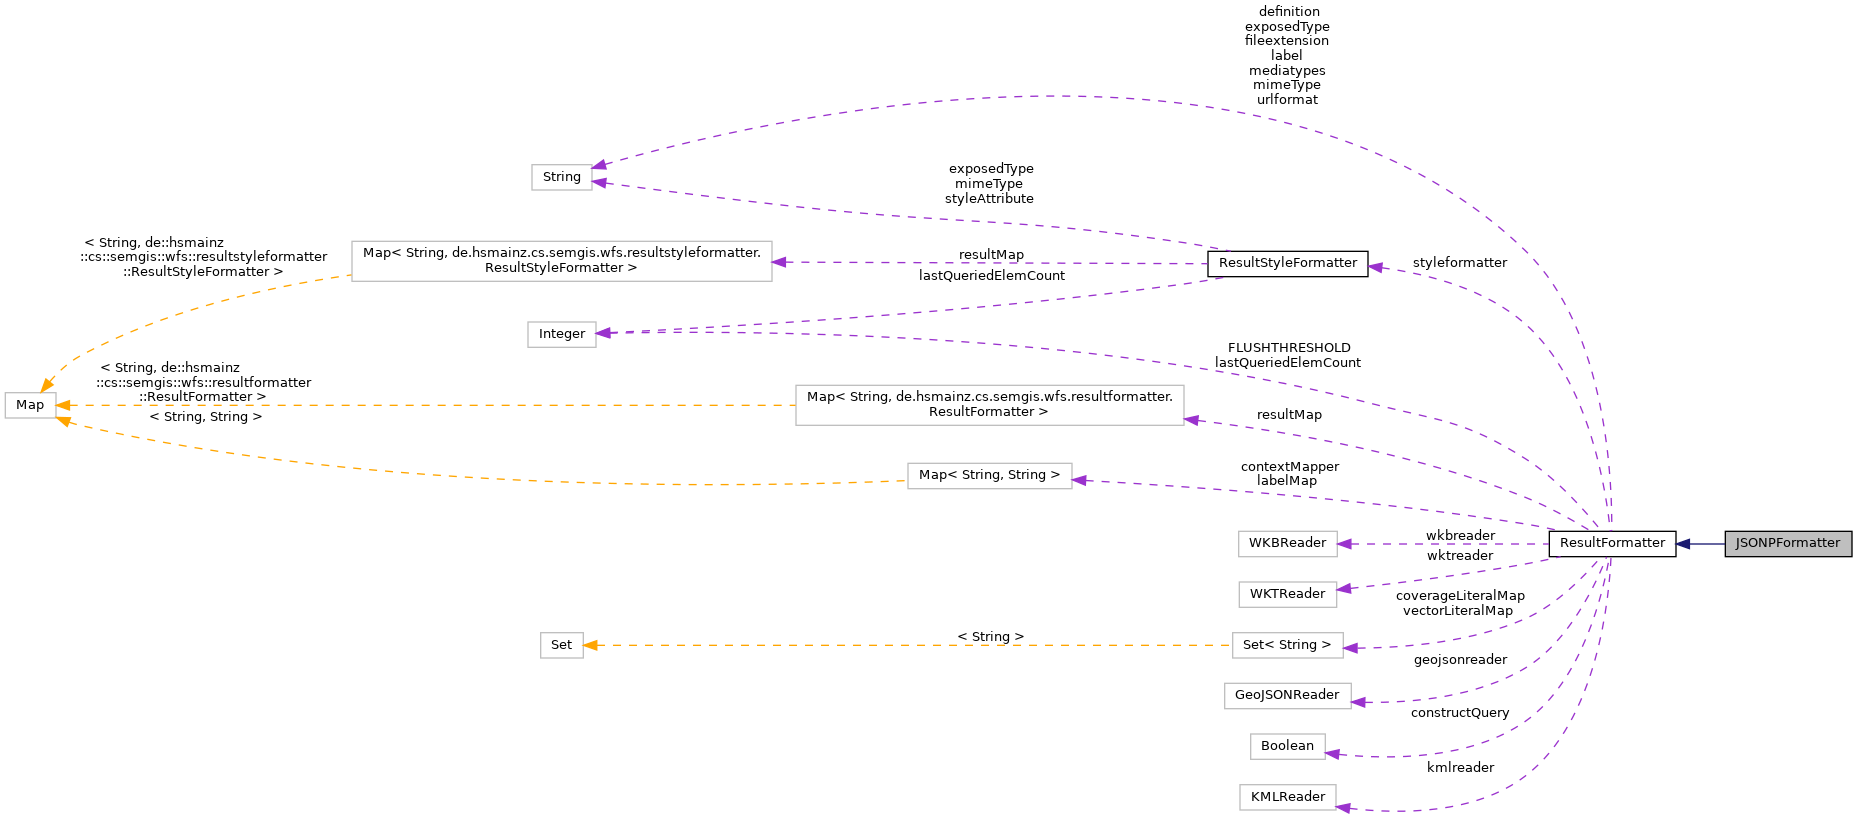 definition
exposedType
fileextension
label
mediatypes
mimeType
urlformat
String
exposedType
mimeType
styleAttribute
< String, de::hsmainz
::cs::semgis::wfs::resultstyleformatter
::ResultStyleFormatter >
Map< String, de.hsmainz.cs.semgis.wfs.resultstyleformatter.
ResultStyleFormatter >
resultMap
lastQueriedElemCount
ResultStyleFormatter
styleformatter
Integer
FLUSHTHRESHOLD
lastQueriedElemCount
< String, de::hsmainz
::cs::semgis::wfs::resultformatter
::ResultFormatter >
Map
< String, String >
Map< String, de.hsmainz.cs.semgis.wfs.resultformatter.
ResultFormatter >
resultMap
Map< String, String >
contextMapper
labelMap
WKBReader
wkbreader
ResultFormatter
JSONPFormatter
wktreader
WKTReader
coverageLiteralMap
vectorLiteralMap
Set
< String >
Set< String >
geojsonreader
GeoJSONReader
constructQuery
Boolean
kmlreader
KMLReader